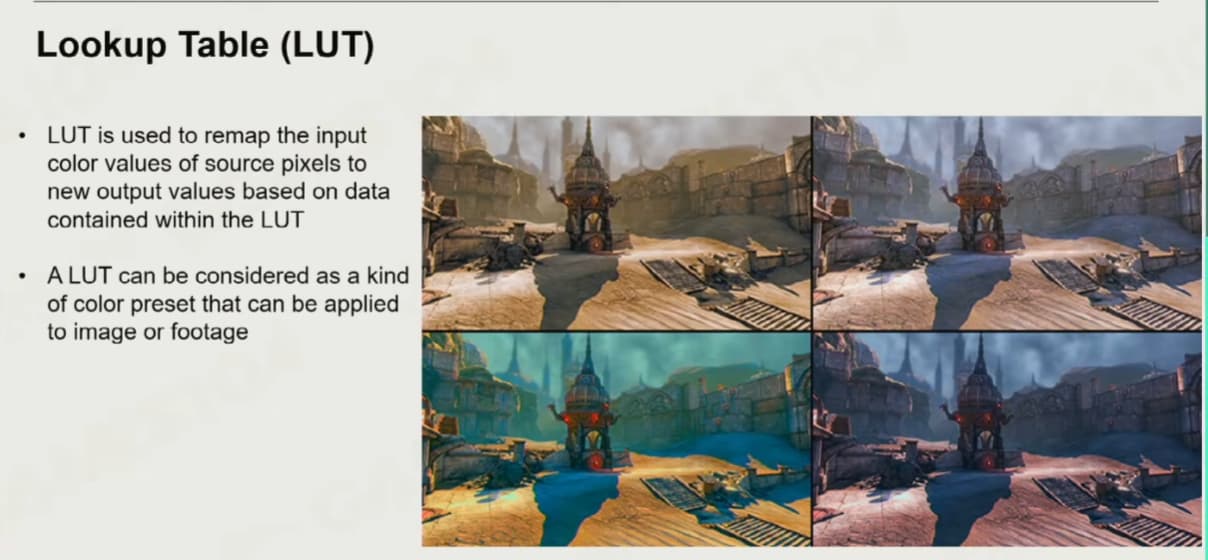 Lookup Table (LUT)
• LUT is used to remap the input
color values of source pixels to
new output values based on data
contained within the LUT
• A LUT can be considered as a kind
of color preset that can be applied
to image or footage